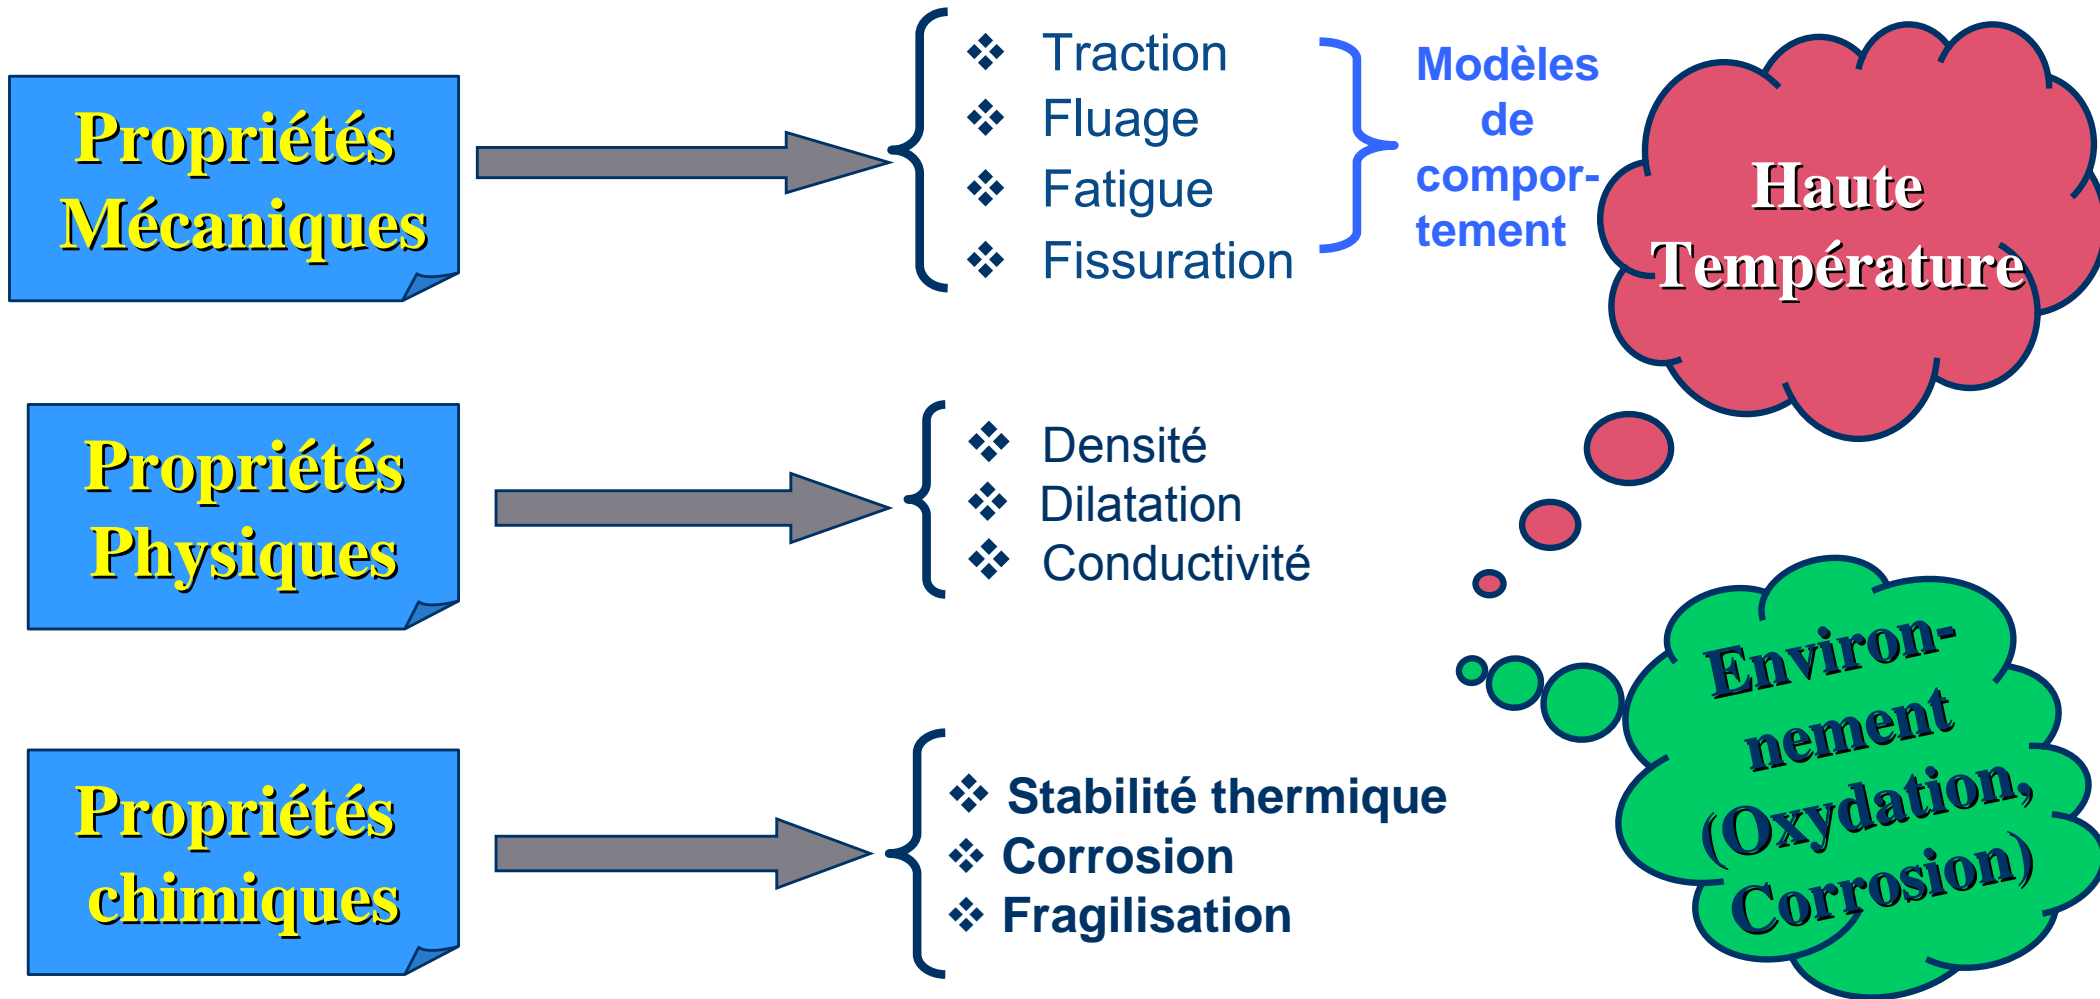 Propriétés
Mécaniques
Traction
Fluage
Fatigue
Fissuration
Modèles
de
compor-
tement
Haute
Température
Propriétés
Physiques
Densité
Dilatation
Conductivité
Propriétés
chimiques
Stabilité thermique
Corrosion
Fragilisation
Environ-
nement
(Oxydation,
Corrosion)